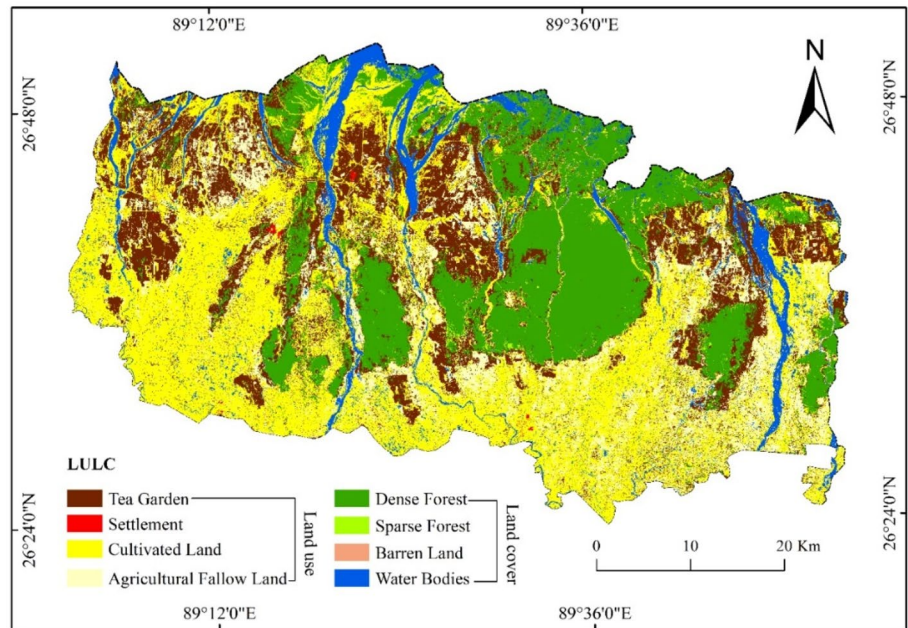 89°12'0"E 89°36'0"E
N
26°48'0"N 26°48'0"N
LULC
Tea Garden Dense Forest
Settlement Sparse Forest
Cultivated Land Barren Land
Agricultural Fallow Land Water Bodies
Land use Land cover
0 10 20 Km
26°24'0"N 26°24'0"N
89°12'0"E 89°36'0"E